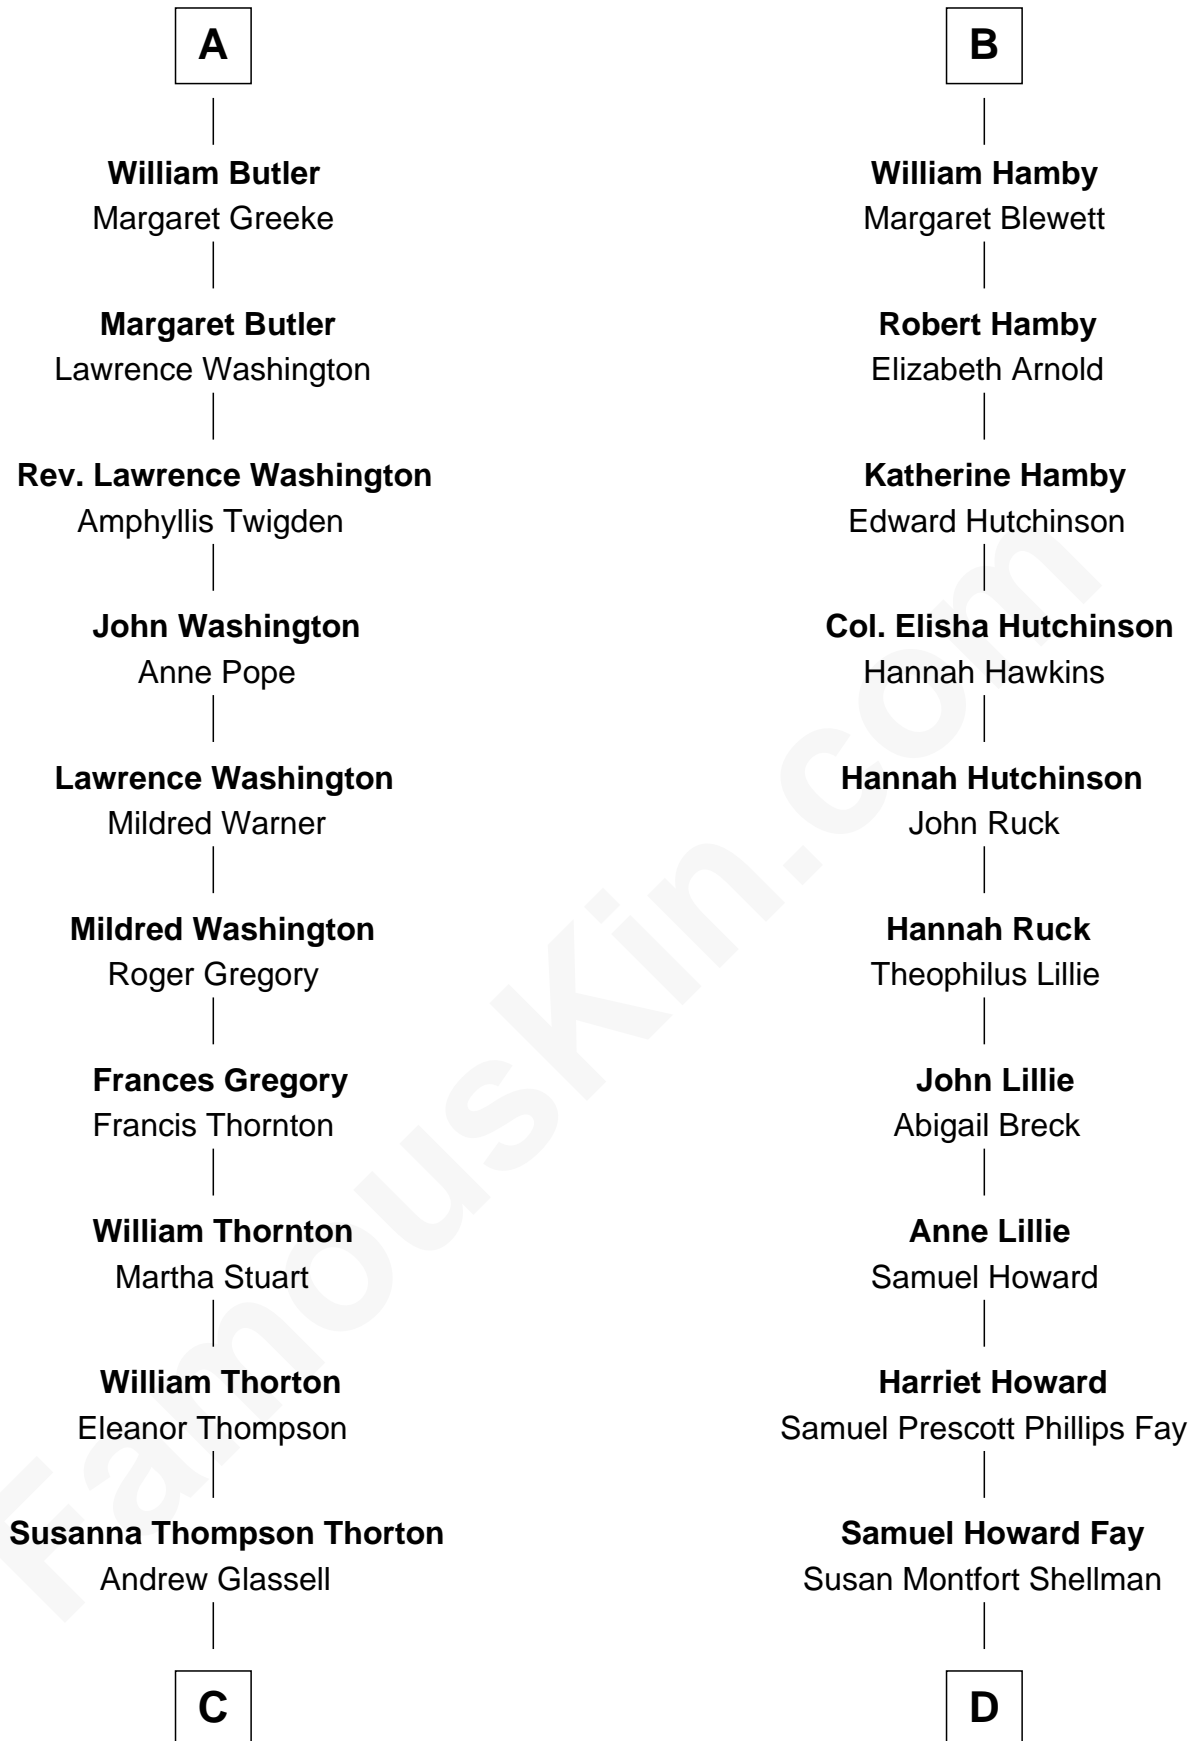 A
William Butler
Margaret Greeke
Margaret Butler
Lawrence Washington
Rev. Lawrence Washington
Amphyllis Twigden
John Washington
Anne Pope
Lawrence Washington
Mildred Warner
Mildred Washington
Roger Gregory
Frances Gregory
Francis Thornton
William Thornton
Martha Stuart
William Thorton
Eleanor Thompson
Susanna Thompson Thorton
Andrew Glassell
C
B
William Hamby
Margaret Blewett
Robert Hamby
Elizabeth Arnold
Katherine Hamby
Edward Hutchinson
Col. Elisha Hutchinson
Hannah Hawkins
Hannah Hutchinson
John Ruck
Hannah Ruck
Theophilus Lillie
John Lillie
Abigail Breck
Anne Lillie
Samuel Howard
Harriet Howard
Samuel Prescott Phillips Fay
Samuel Howard Fay
Susan Montfort Shellman
D
FamousKin.com